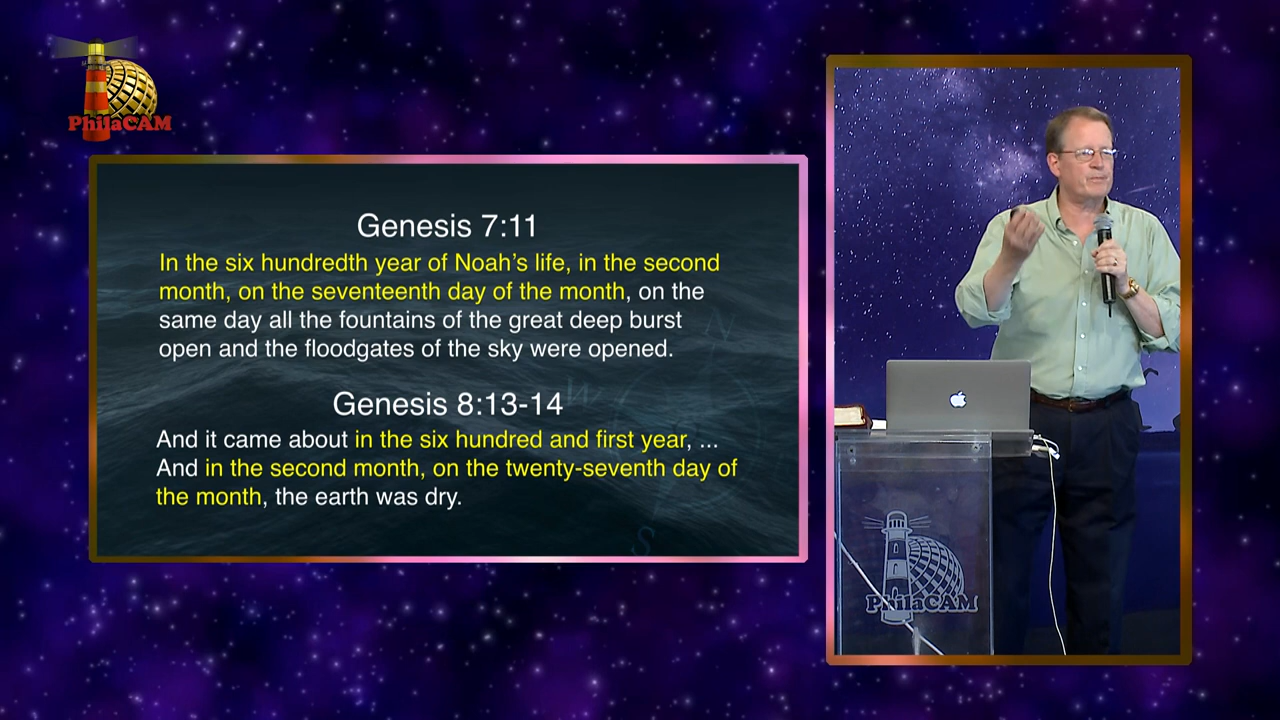 PhilaCAM
Genesis 7:11
In the six hundredth year of Noah’s life, in the second
month, on the seventeenth day of the month, on the
same day all the fountains of the great deep burst
open and the floodgates of the sky were opened.
Genesis 8:13-14
And it came about in the six hundred and first year, ...
And in the second month, on the twenty-seventh day of
the month, the earth was dry.
N
W
S
PhilaCAM